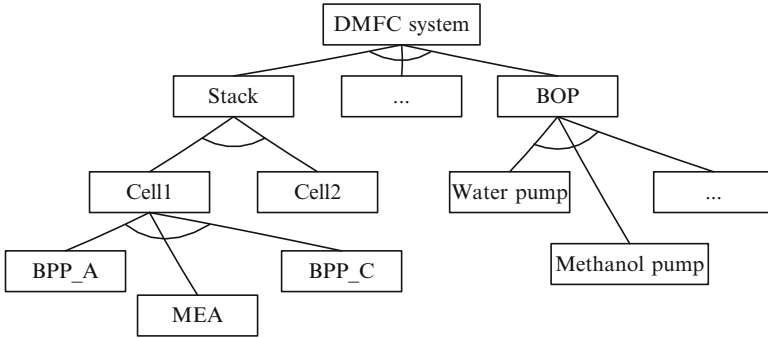 DMFC system
Stack
...
BOP
Cell1
Cell2
Water pump
...
BPP_A
BPP_C
Methanol pump
MEA